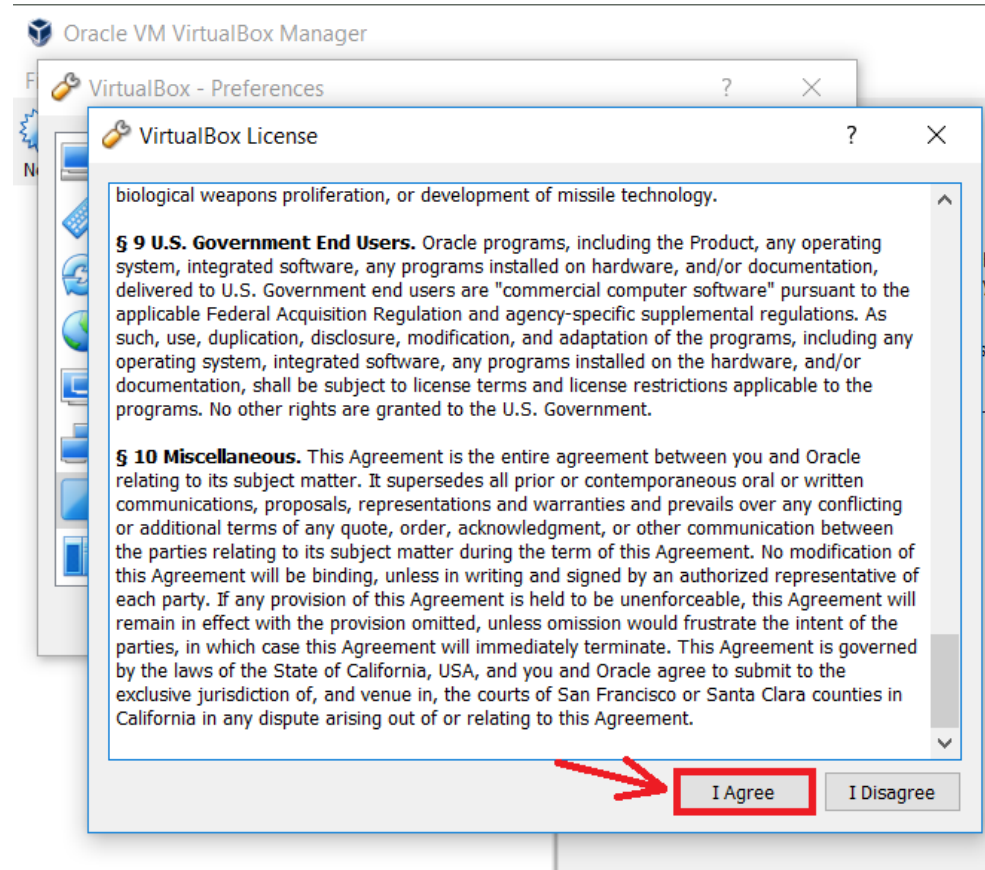 Oracle VM VirtualBox Manager
VirtualBox - Preferences
?
VirtualBox License
?
biological weapons proliferation, or development of missile technology.
§ 9 U.S. Government End Users. Oracle programs, including the Product, any operating
system, integrated software, any programs installed on hardware, and/or documentation,
delivered to U.S. Government end users are "commercial computer software" pursuant to the
applicable Federal Acquisition Regulation and agency-specific supplemental regulations. As
such, use, duplication, disclosure, modification, and adaptation of the programs, including any
operating system, integrated software, any programs installed on the hardware, and/or
documentation, shall be subject to license terms and license restrictions applicable to the
programs. No other rights are granted to the U.S. Government.
§ 10 Miscellaneous. This Agreement is the entire agreement between you and Oracle
relating to its subject matter. It supersedes all prior or contemporaneous oral or written
communications, proposals, representations and warranties and prevails over any conflicting
or additional terms of any quote, order, acknowledgment, or other communication between
the parties relating to its subject matter during the term of this Agreement. No modification of
this Agreement will be binding, unless in writing and signed by an authorized representative of
each party. If any provision of this Agreement is held to be unenforceable, this Agreement will
remain in effect with the provision omitted, unless omission would frustrate the intent of the
parties, in which case this Agreement will immediately terminate. This Agreement is governed
by the laws of the State of California, USA, and you and Oracle agree to submit to the
exclusive jurisdiction of, and venue in, the courts of San Francisco or Santa Clara counties in
California in any dispute arising out of or relating to this Agreement.
I Agree
I Disagree